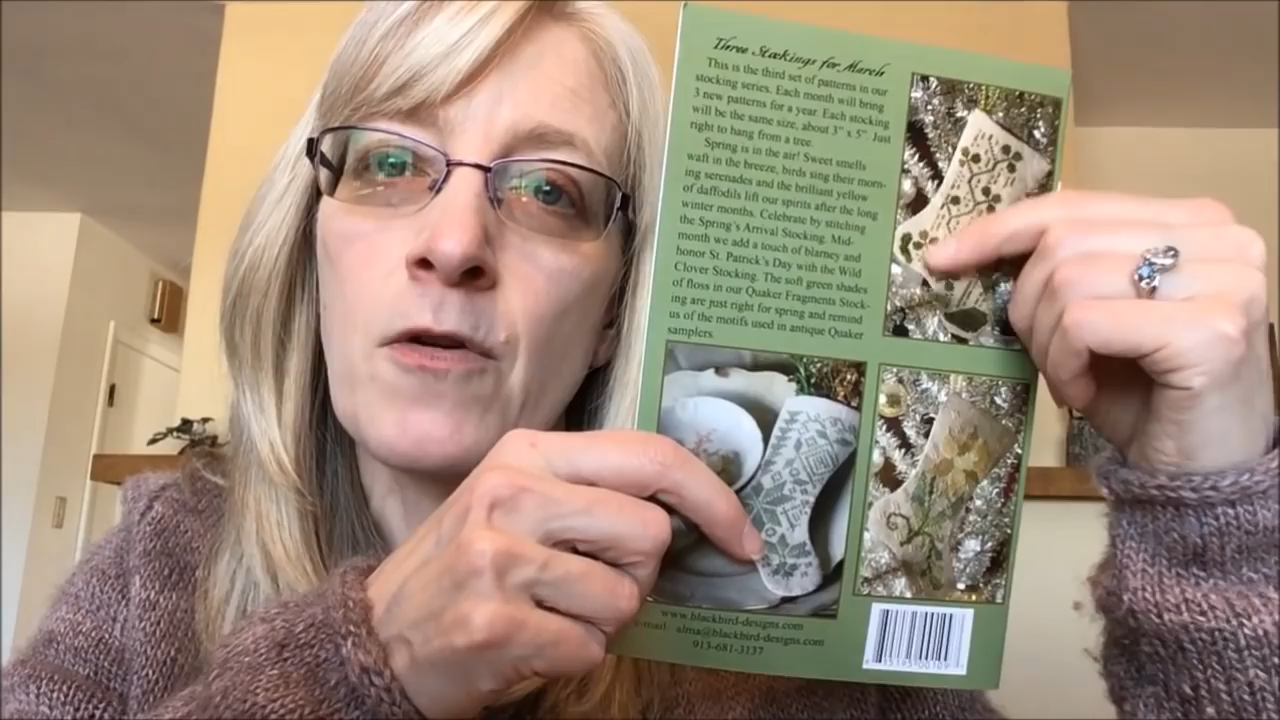 Three Stockings for March
This is the third set of patterns in our
stocking series. Each month will bring
3 new patterns for a year. Each stocking
will be the same size, about 3" x 5". Just
right to hang from a tree.
Spring is in the air! Sweet smells
waft in the breeze, birds sing their morn-
ing serenades and the brilliant yellow
of daffodils lift our spirits after the long
winter months. Celebrate by stitching
the Spring's Arrival Stocking. Mid-
month we add a touch of blarney and
honor St. Patrick's Day with the Wild
Clover Stocking. The soft green shades
of floss in our Quaker Fragments Stock-
ing are just right for spring and remind
us of the motifs used in antique Quaker
samplers.
www.blackbird-designs.com
e-mail: alma@blackbird-designs.com
913-681-3137